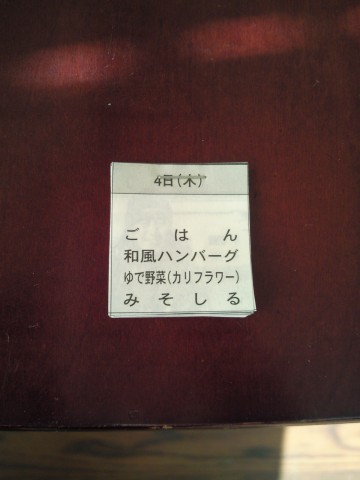 4日(木)
ごはん
和風ハンバーグ
ゆで野菜(カリフラワー)
みそしる